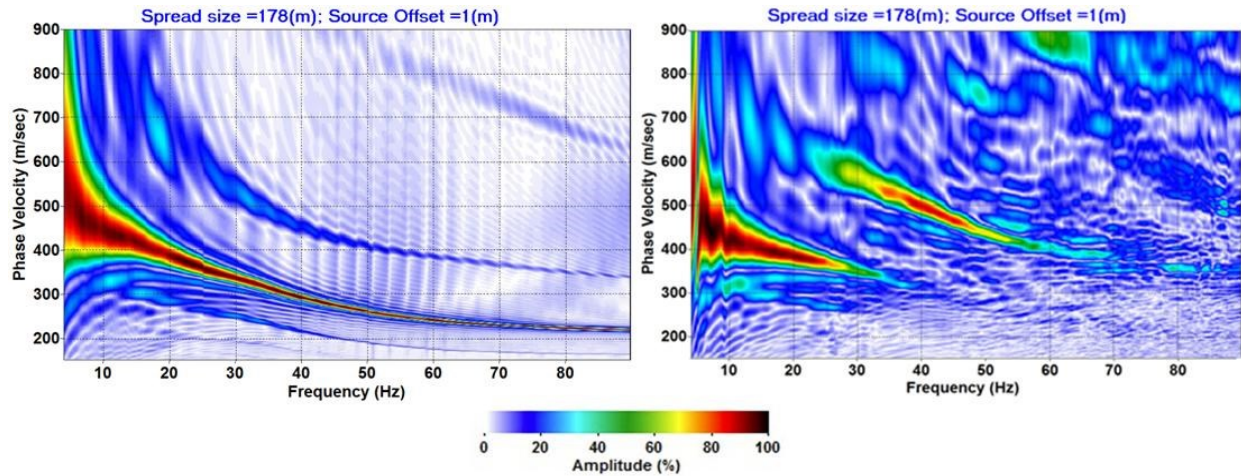 Spread size =178(m); Source Offset =1(m)
Spread size =178(m); Source Offset =1(m)
900
800
700
600
500
400
300
200
Phase Velocity (m/sec)
10 20 30 40 50 60 70 80
Frequency (Hz)
900
800
700
600
500
400
300
200
Phase Velocity (m/sec)
10 20 30 40 50 60 70 80
Frequency (Hz)
0 20 40 60 80 100
Amplitude (%)